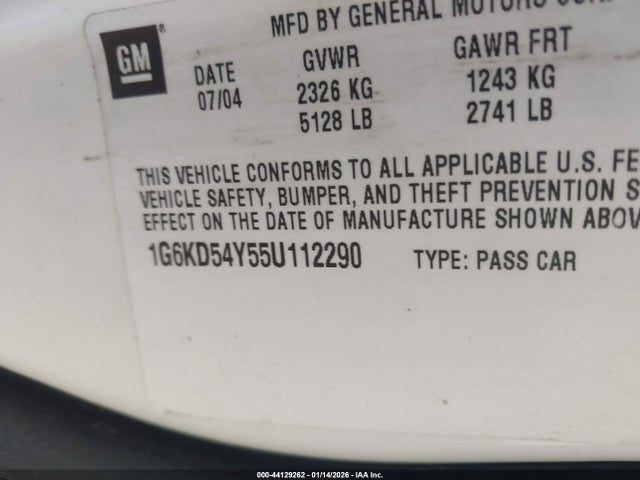 MFD BY GENERAL MOTORS
GM
DATE
07/04
GVWR
2326 KG
5128 LB
GAWR FRT
1243 KG
2741 LB
THIS VEHICLE CONFORMS TO ALL APPLICABLE U.S. FE
VEHICLE SAFETY, BUMPER, AND THEFT PREVENTION S
EFFECT ON THE DATE OF MANUFACTURE SHOWN ABOV
1G6KD54Y55U112290 TYPE: PASS CAR
000-44129262 | 01/14/2026 | IAA Inc.